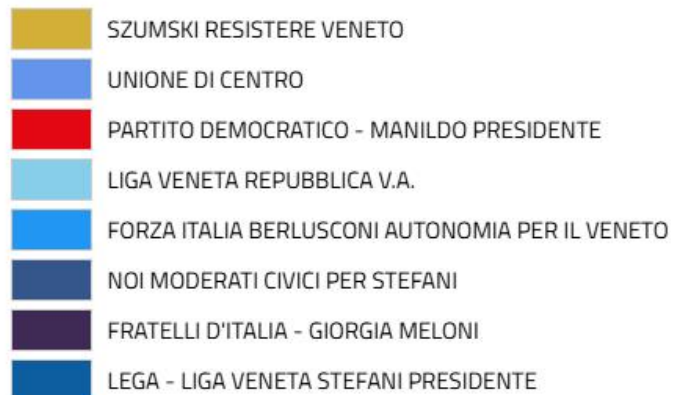 SZUMSKI RESISTERE VENETO
UNIONE DI CENTRO
PARTITO DEMOCRATICO - MANILDO PRESIDENTE
LIGA VENETA REPUBBLICA V.A.
FORZA ITALIA BERLUSCONI AUTONOMIA PER IL VENETO
NOI MODERATI CIVICI PER STEFANI
FRATELLI D'ITALIA - GIORGIA MELONI
LEGA - LIGA VENETA STEFANI PRESIDENTE